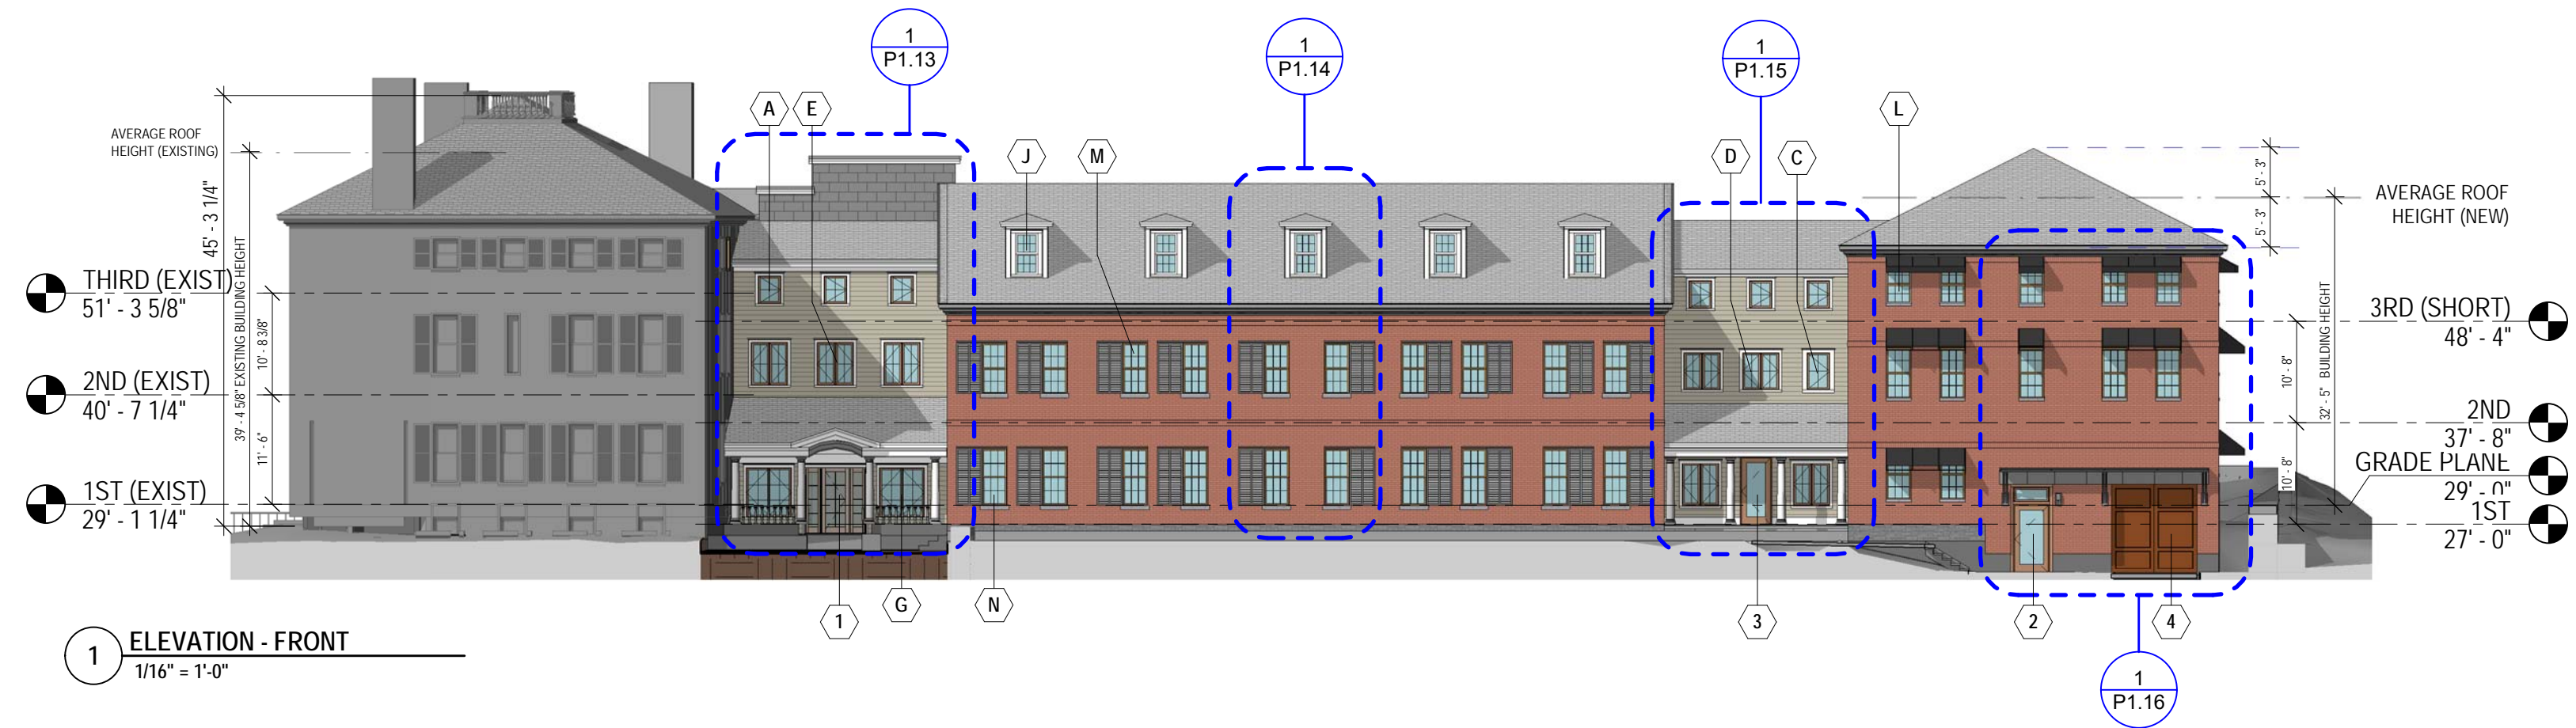 1
P1.13
1
P1.14
1
P1.15
A
E
J
M
D
C
L
AVERAGE ROOF
HEIGHT (EXISTING)
45' - 3 1/4"
39' - 4 5/8" EXISTING BUILDING HEIGHT
10' - 8 3/8"
11' - 6"
THIRD (EXIST)
51' - 3 5/8"
2ND (EXIST)
40' - 7 1/4"
1ST (EXIST)
29' - 1 1/4"
5' - 3"
5' - 3"
AVERAGE ROOF
HEIGHT (NEW)
32' - 5" BUILDING HEIGHT
10' - 8"
10' - 8"
3RD (SHORT)
48' - 4"
2ND
37' - 8"
GRADE PLANE
29' - 0"
1ST
27' - 0"
1
G
N
3
2
4
1
P1.16
1
ELEVATION - FRONT
1/16" = 1'-0"